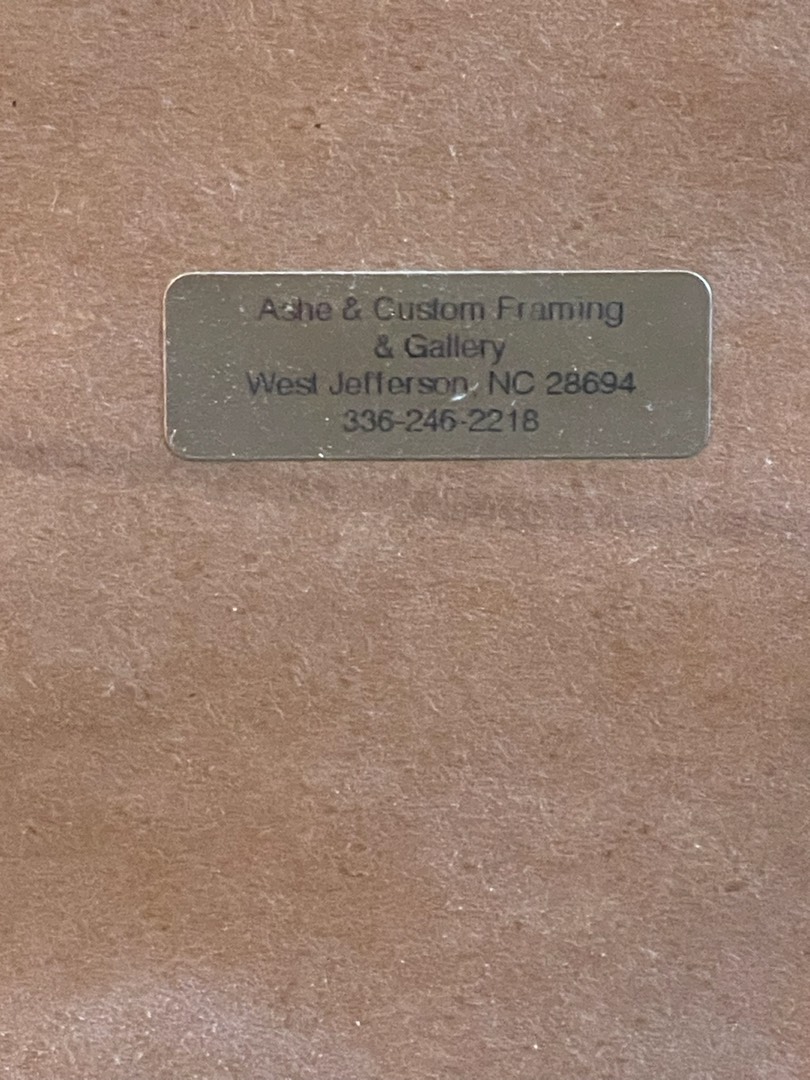 Ashe & Custom Framing
& Gallery
West Jefferson, NC 28694
336-246-2218